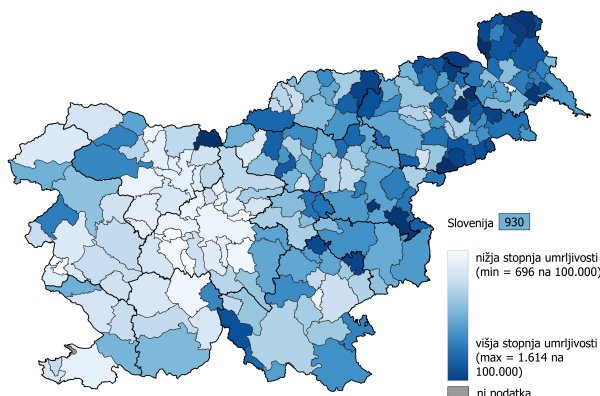 Slovenija 930
nižja stopnja umrljivosti
(min = 696 na 100.000)
višja stopnja umrljivosti
(max = 1.614 na
100.000)
ni podatka